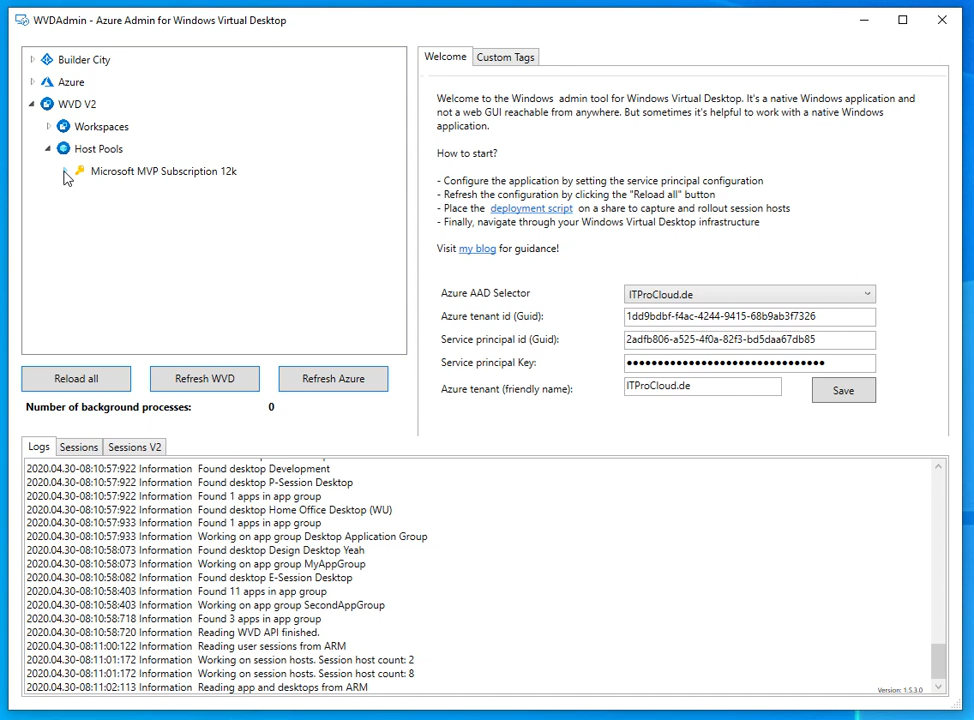 WVDAdmin - Azure Admin for Windows Virtual Desktop
Builder City
Azure
WVD V2
Workspaces
Host Pools
Microsoft MVP Subscription 12k
Reload all
Refresh WVD
Refresh Azure
Number of background processes: 0
Welcome
Custom Tags
Welcome to the Windows admin tool for Windows Virtual Desktop. It's a native Windows application and
not a web GUI reachable from anywhere. But sometimes it's helpful to work with a native Windows
application.
How to start?
- Configure the application by setting the service principal configuration
- Refresh the configuration by clicking the "Reload all" button
- Place the deployment script on a share to capture and rollout session hosts
- Finally, navigate through your Windows Virtual Desktop infrastructure
Visit my blog for guidance!
Azure AAD Selector ITProCloud.de
Azure tenant id (Guid): 1dd9bdbf-f4ac-4244-9415-68b9ab3f7326
Service principal id (Guid): 2adfb806-a525-4f0a-82f3-bd5daa67db85
Service principal Key: ●●●●●●●●●●●●●●●●●●●●●●●●●●●●●●●●
Azure tenant (friendly name): ITProCloud.de
Save
Logs
Sessions
Sessions V2
2020.04.30-08:10:57:922 Information Found desktop Development
2020.04.30-08:10:57:922 Information Found desktop P-Session Desktop
2020.04.30-08:10:57:922 Information Found 1 apps in app group
2020.04.30-08:10:57:922 Information Found desktop Home Office Desktop (WU)
2020.04.30-08:10:57:933 Information Found 1 apps in app group
2020.04.30-08:10:57:933 Information Working on app group Desktop Application Group
2020.04.30-08:10:58:073 Information Found desktop Design Desktop Yeah
2020.04.30-08:10:58:073 Information Working on app group MyAppGroup
2020.04.30-08:10:58:082 Information Found desktop E-Session Desktop
2020.04.30-08:10:58:403 Information Found 11 apps in app group
2020.04.30-08:10:58:403 Information Working on app group SecondAppGroup
2020.04.30-08:10:58:718 Information Found 3 apps in app group
2020.04.30-08:10:58:720 Information Reading WVD API finished.
2020.04.30-08:11:00:122 Information Reading user sessions from ARM
2020.04.30-08:11:01:172 Information Working on session hosts. Session host count: 2
2020.04.30-08:11:01:172 Information Working on session hosts. Session host count: 8
2020.04.30-08:11:02:113 Information Reading app and desktops from ARM
Version: 1.5.3.0